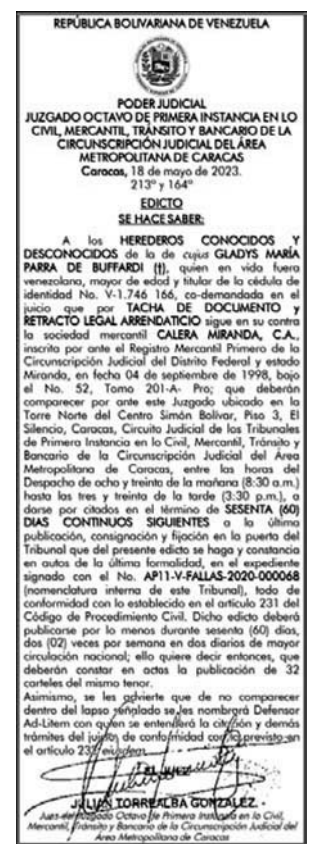 REPÚBLICA BOLIVARIANA DE VENEZUELA
PODER JUDICIAL
JUZGADO OCTAVO DE PRIMERA INSTANCIA EN LO
CIVIL, MERCANTIL, TRÁNSITO Y BANCARIO DE LA
CIRCUNSCRIPCIÓN JUDICIAL DEL ÁREA
METROPOLITANA DE CARACAS
Caracas, 18 de mayo de 2023.
213º y 164º
EDICTO
SE HACE SABER:
A los HEREDEROS CONOCIDOS Y
DESCONOCIDOS de la de cujus GLADYS MARÍA
PARRA DE BUFFARDI (†), quien en vida fuera
venezolana, mayor de edad y titular de la cédula de
identidad No. V-1.746 166, co-demandada en el
juicio que por TACHA DE DOCUMENTO y
RETRACTO LEGAL ARRENDATICIO sigue en su contra
la sociedad mercantil CALERA MIRANDA, C.A.,
inscrita por ante el Registro Mercantil Primero de la
Circunscripción Judicial del Distrito Federal y estado
Miranda, en fecha 04 de septiembre de 1998, bajo
el No. 52, Tomo 201-A- Pro; que deberán
comparecer por ante este Juzgado ubicado en la
Torre Norte del Centro Simón Bolívar, Piso 3, El
Silencio, Caracas, Circuito Judicial de los Tribunales
de Primera Instancia en lo Civil, Mercantil, Tránsito y
Bancario de la Circunscripción Judicial del Área
Metropolitana de Caracas, entre las horas del
Despacho de ocho y treinta de la mañana (8:30 a.m.)
hasta las tres y treinta de la tarde (3:30 p.m.), a
darse por citados en el término de SESENTA (60)
DIAS CONTINUOS SIGUIENTES a la última
publicación, consignación y fijación en la puerta del
Tribunal que del presente edicto se haga y constancia
en autos de la última formalidad, en el expediente
signado con el No. AP11-V-FALLAS-2020-000068
(nomenclatura interna de este Tribunal), todo de
conformidad con lo establecido en el artículo 231 del
Código de Procedimiento Civil. Dicho edicto deberá
publicarse por lo menos durante sesenta (60) días,
dos (02) veces por semana en dos diarios de mayor
circulación nacional; ello quiere decir entonces, que
deberán constar en actas la publicación de 32
carteles del mismo tenor.
Asimismo, se les advierte que de no comparecer
dentro del lapso señalado se les nombrará Defensor
Ad-Litem con quien se entenderá la citación y demás
trámites del juicio de conformidad con lo previsto en
el artículo 231 eiusdem.
JULIÁN TORREALBA GONZÁLEZ.-
Juez del Juzgado Octavo de Primera Instancia en lo Civil,
Mercantil, Tránsito y Bancario de la Circunscripción Judicial del
Área Metropolitana de Caracas